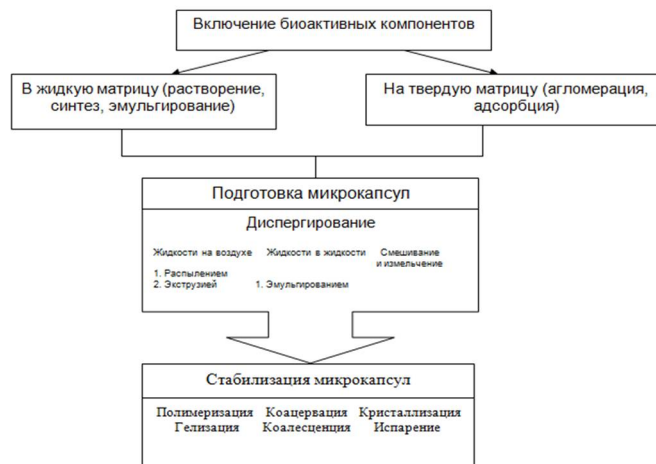 Включение биоактивных компонентов
В жидкую матрицу (растворение,
синтез, эмульгирование)
На твердую матрицу (агломерация,
адсорбция)
Подготовка микрокапсул
Диспергирование
Жидкости на воздухе
1. Распылением
2. Экструзией
Жидкости в жидкости
1. Эмульгированием
Смешивание
и измельчение
Стабилизация микрокапсул
Полимеризация Коацервация Кристаллизация
Гелизация Коалесценция Испарение